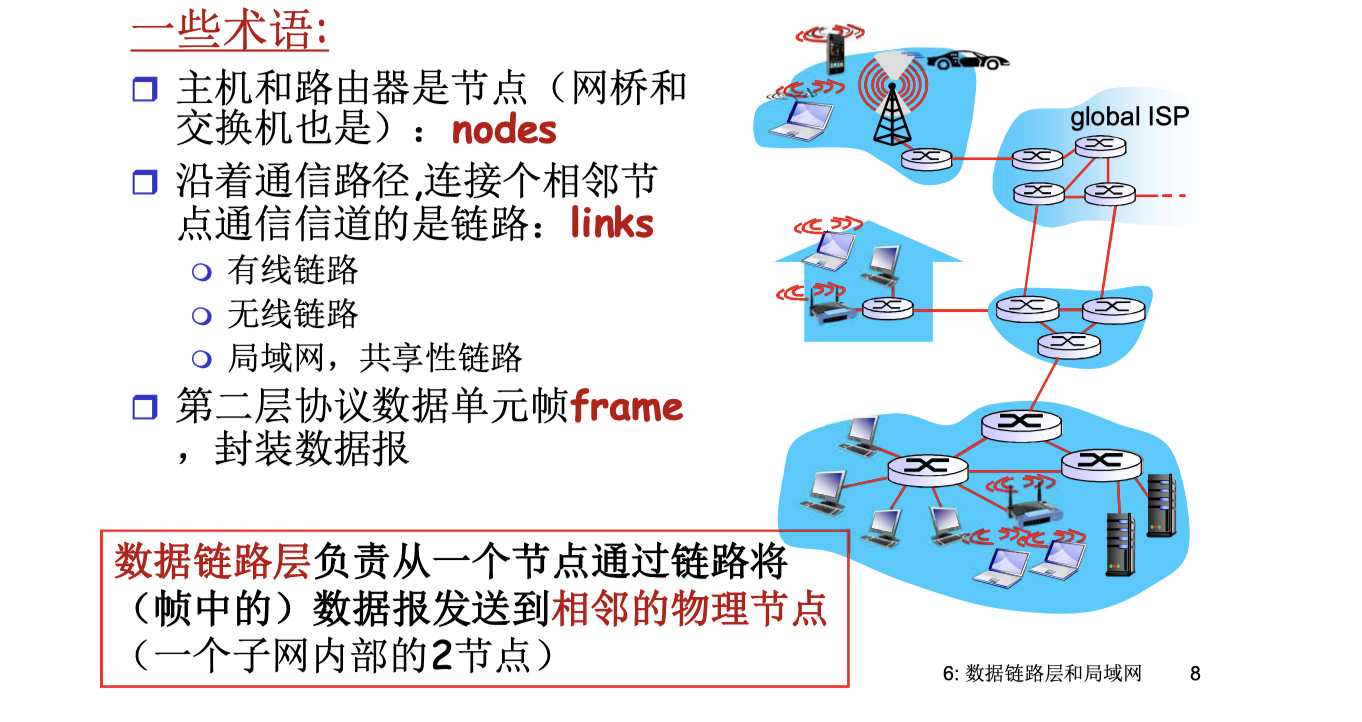 一些术语:
主机和路由器是节点（网桥和
交换机也是）：nodes
沿着通信路径,连接个相邻节
点通信信道的是链路：links
有线链路
无线链路
局域网，共享性链路
第二层协议数据单元帧frame
，封装数据报
数据链路层负责从一个节点通过链路将
（帧中的）数据报发送到相邻的物理节点
（一个子网内部的2节点）
global ISP
6: 数据链路层和局域网 8